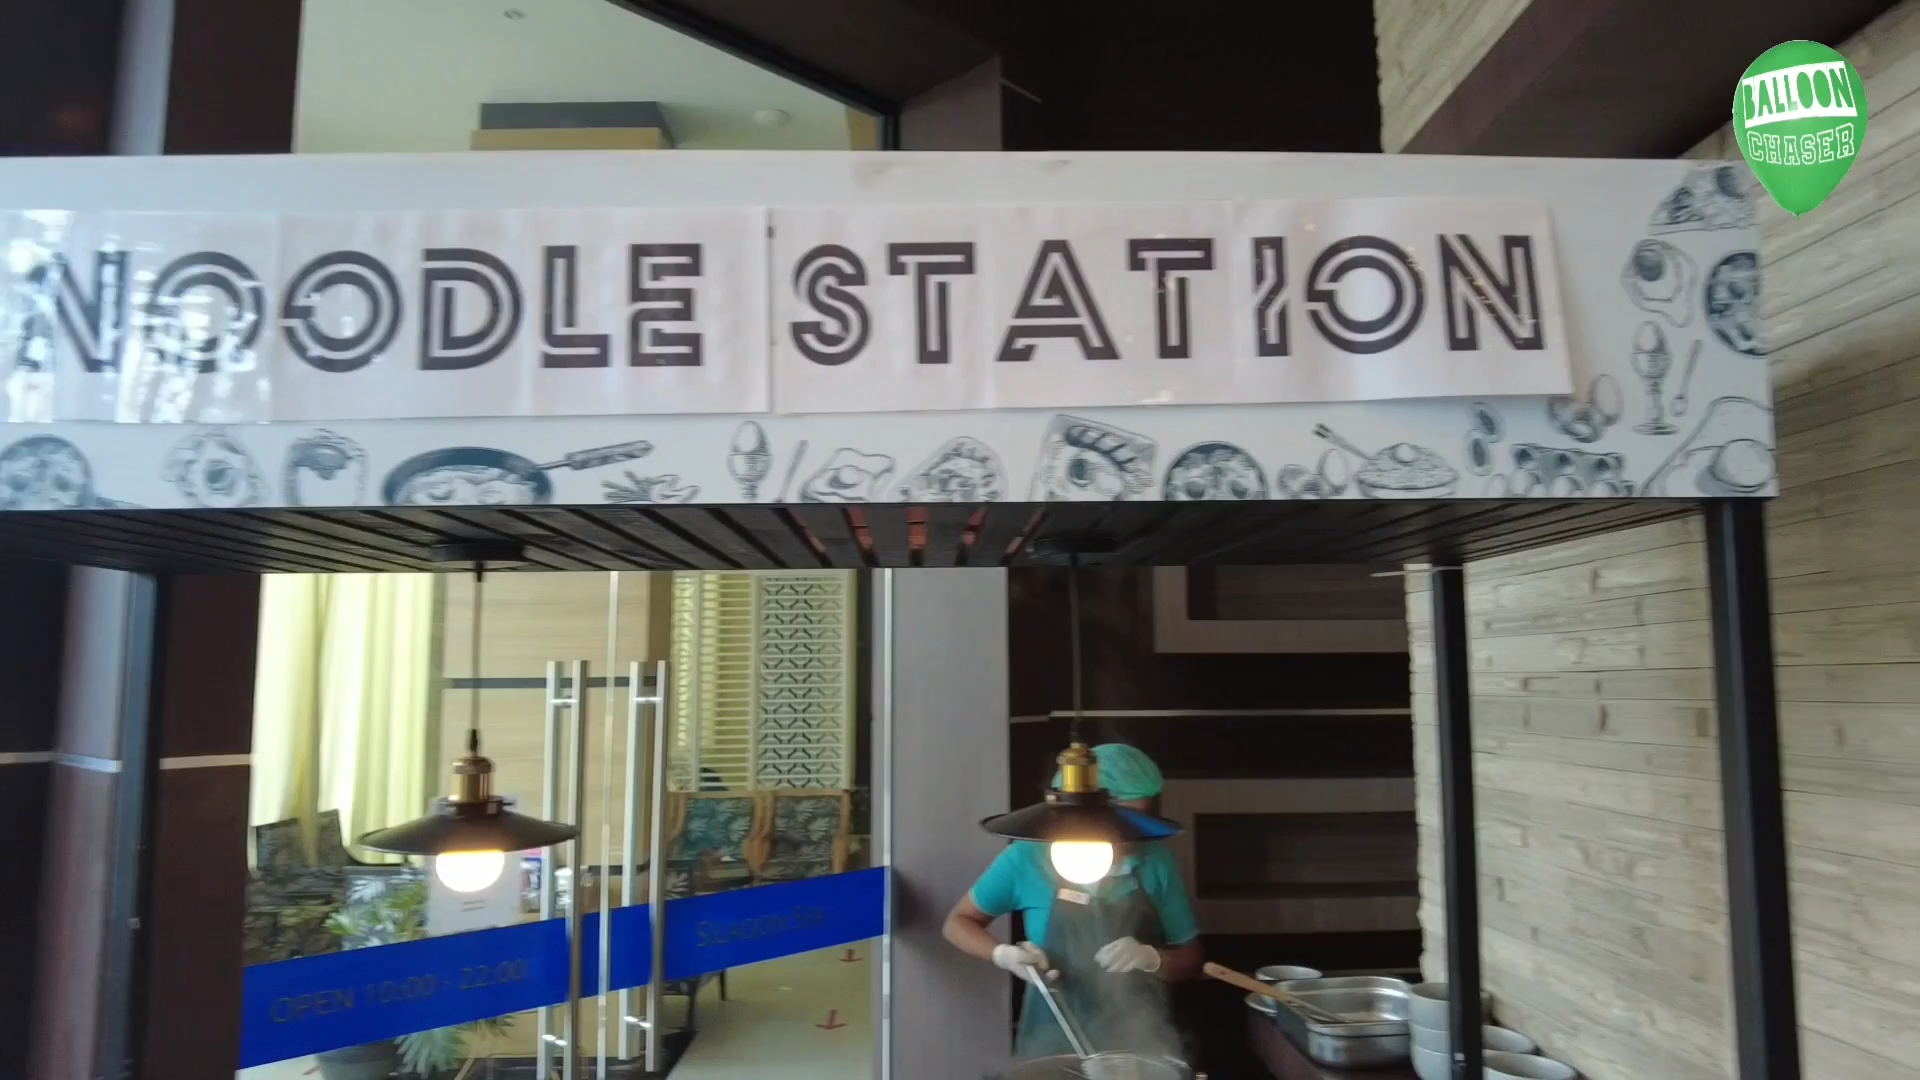 BALLOON
CHASER
NOODLE STATION
OPEN 10:00 - 22:00